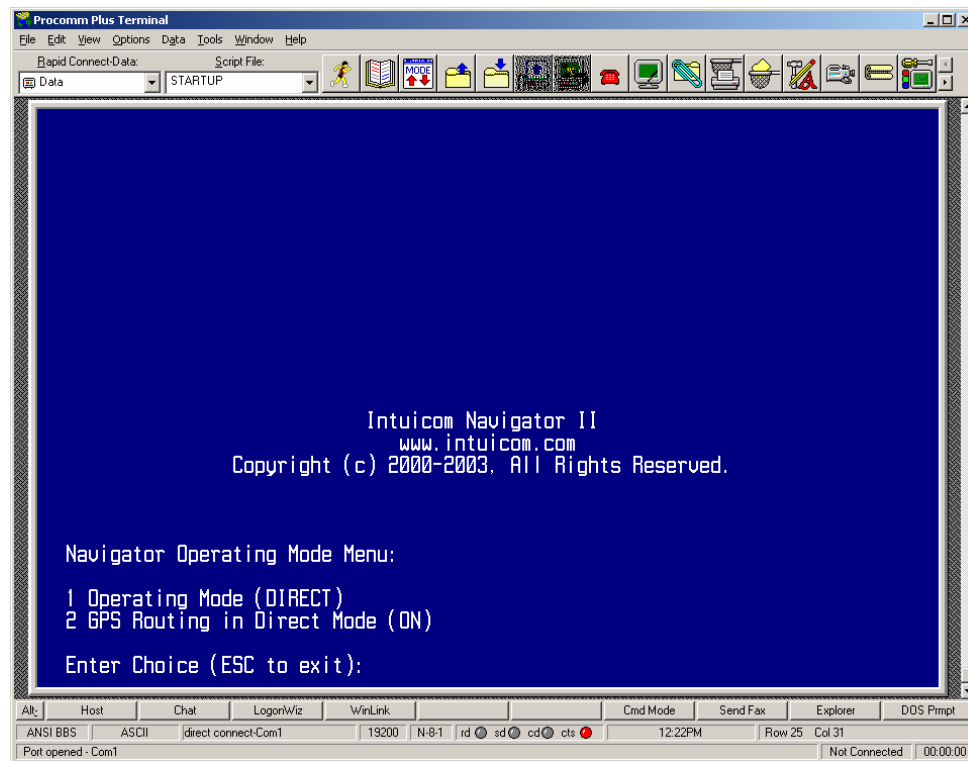 Procomm Plus Terminal
File Edit View Options Data Tools Window Help
Rapid Connect-Data: Script File:
Data STARTUP
MODE
Intuicom Navigator II
www.intuicom.com
Copyright (c) 2000-2003, All Rights Reserved.
Navigator Operating Mode Menu:
1 Operating Mode (DIRECT)
2 GPS Routing in Direct Mode (ON)
Enter Choice (ESC to exit):
Alt: Host Chat LogonWiz WinLink Cmd Mode Send Fax Explorer DOS Prmpt
ANSI BBS ASCII direct connect-Com1 19200 N-8-1 rd sd cd cts 12:22PM Row 25 Col 31
Port opened - Com1 Not Connected 00:00:00